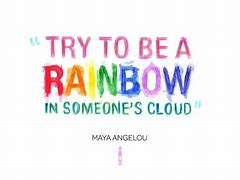 “TRY TO BE A
RAINBOW
IN SOMEONE'S CLOUD”
MAYA ANGELOU